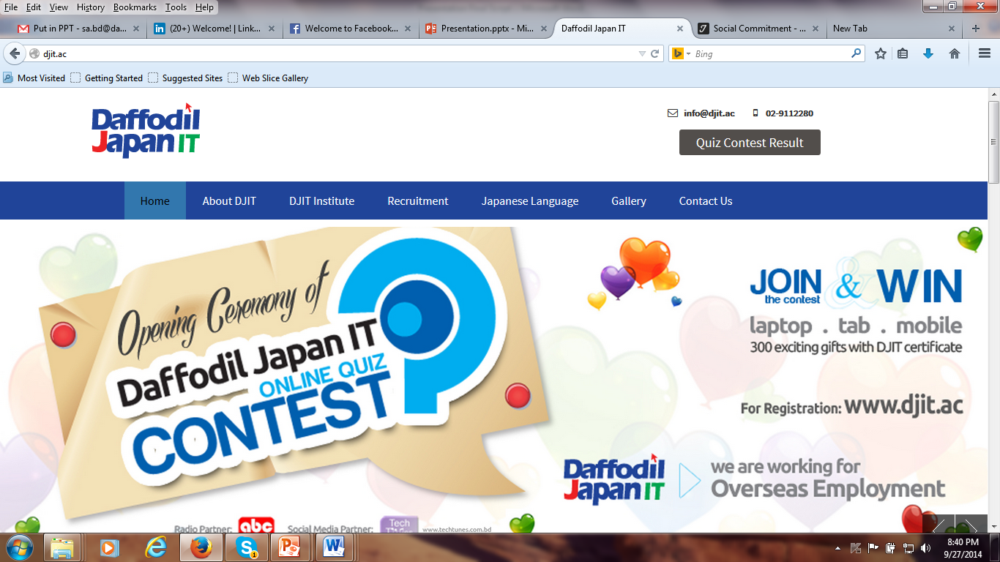 File Edit View History Bookmarks Tools Help
Put in PPT - sa.bd@da...
(20+) Welcome! | Link...
Welcome to Facebook...
Presentation.pptx - Mi...
Daffodil Japan IT
Social Commitment - ...
New Tab
djit.ac
Bing
Most Visited Getting Started Suggested Sites Web Slice Gallery
Daffodil
Japan IT
info@djit.ac 02-9112280
Quiz Contest Result
Home About DJIT DJIT Institute Recruitment Japanese Language Gallery Contact Us
Opening Ceremony of
Daffodil Japan IT
ONLINE QUIZ
CONTEST
JOIN & WIN
the contest
laptop . tab . mobile
300 exciting gifts with DJIT certificate
For Registration: www.djit.ac
Daffodil
Japan IT
we are working for
Overseas Employment
Radio Partner: abc Social Media Partner: Tech www.techtunes.com.bd
8:40 PM
9/27/2014